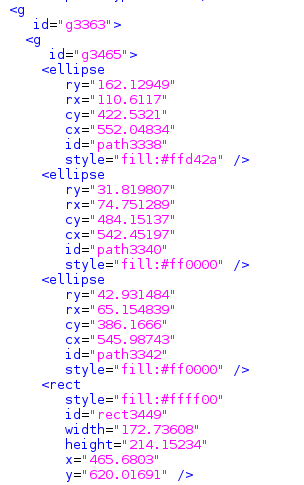 <g
id="g3363">
<g
id="g3465">
<ellipse
ry="162.12949"
rx="110.6117"
cy="422.5321"
cx="552.04834"
id="path3338"
style="fill:#ffd42a" />
<ellipse
ry="31.819807"
rx="74.751289"
cy="484.15137"
cx="542.45197"
id="path3340"
style="fill:#ff0000" />
<ellipse
ry="42.931484"
rx="65.154839"
cy="386.1666"
cx="545.98743"
id="path3342"
style="fill:#ff0000" />
<rect
style="fill:#ffff00"
id="rect3449"
width="172.73608"
height="214.15234"
x="465.6803"
y="620.01691" />